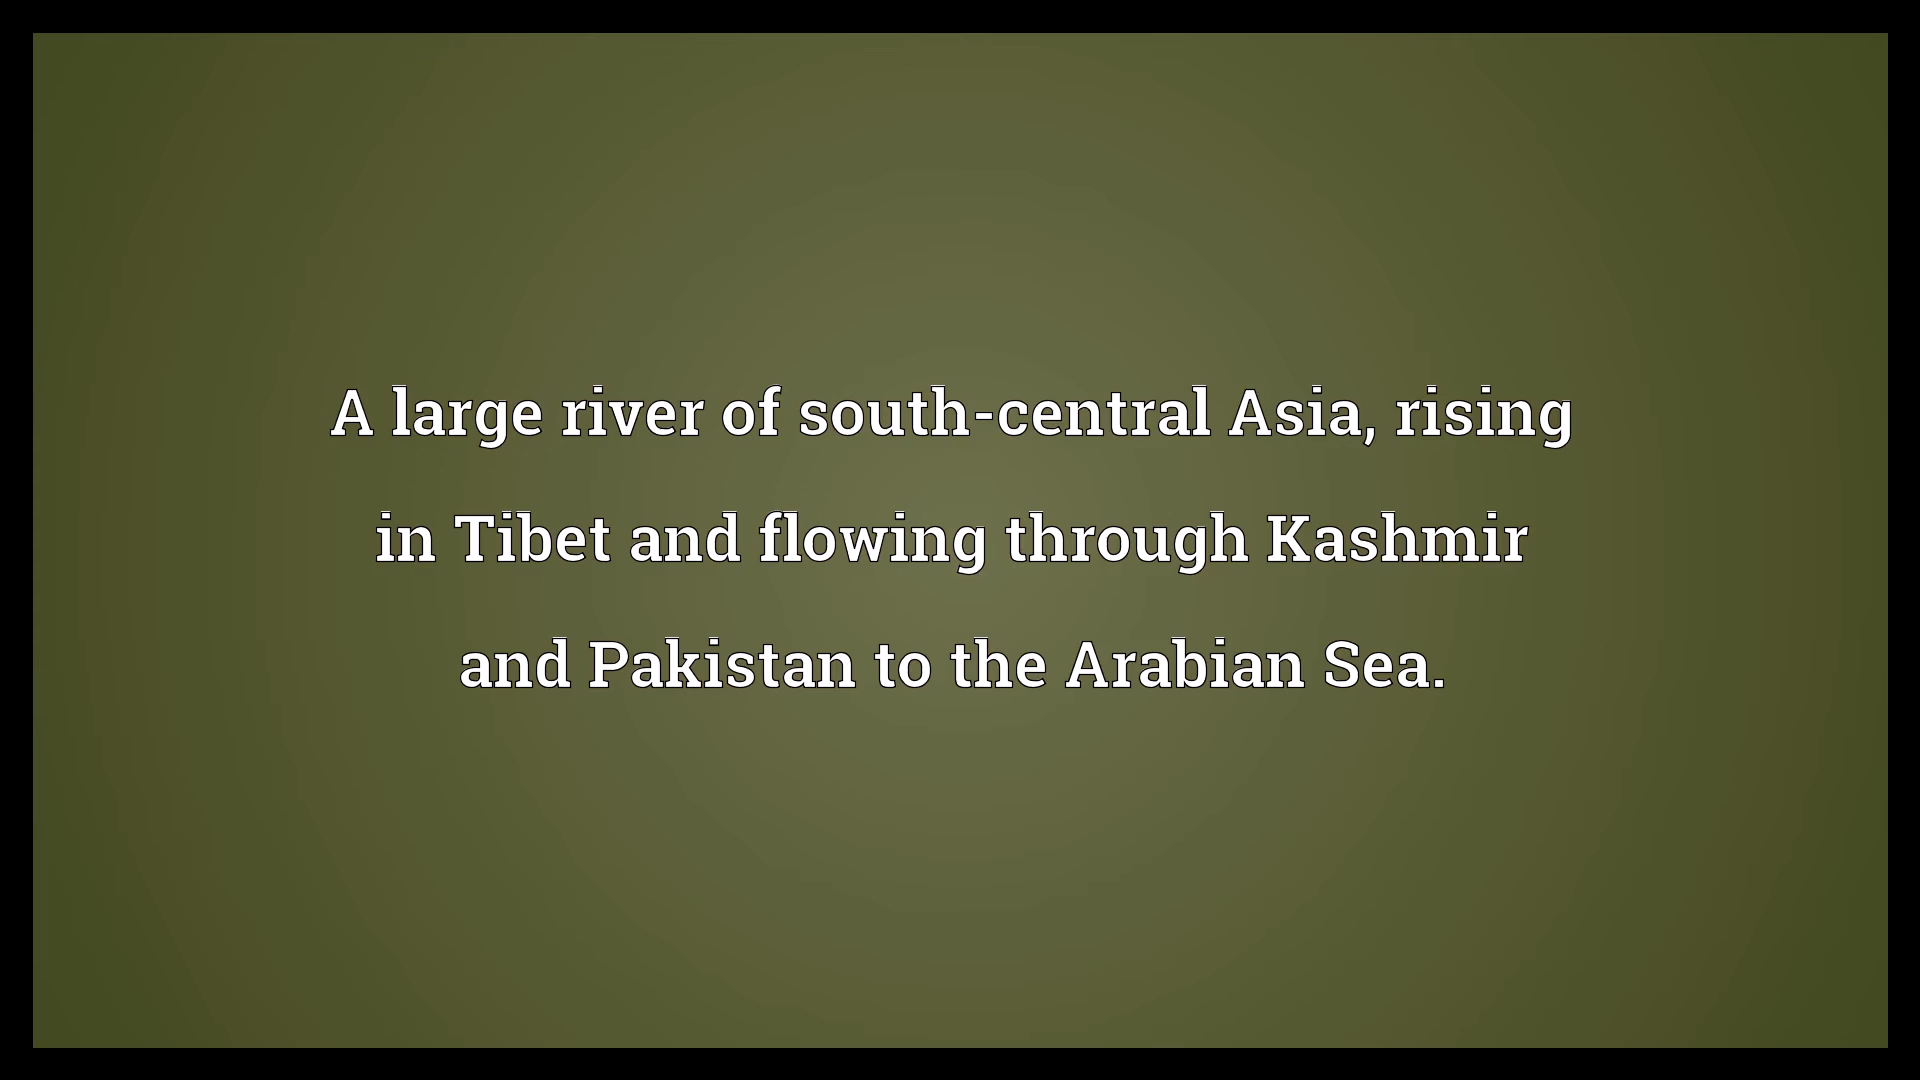 A large river of south-central Asia, rising
in Tibet and flowing through Kashmir
and Pakistan to the Arabian Sea.